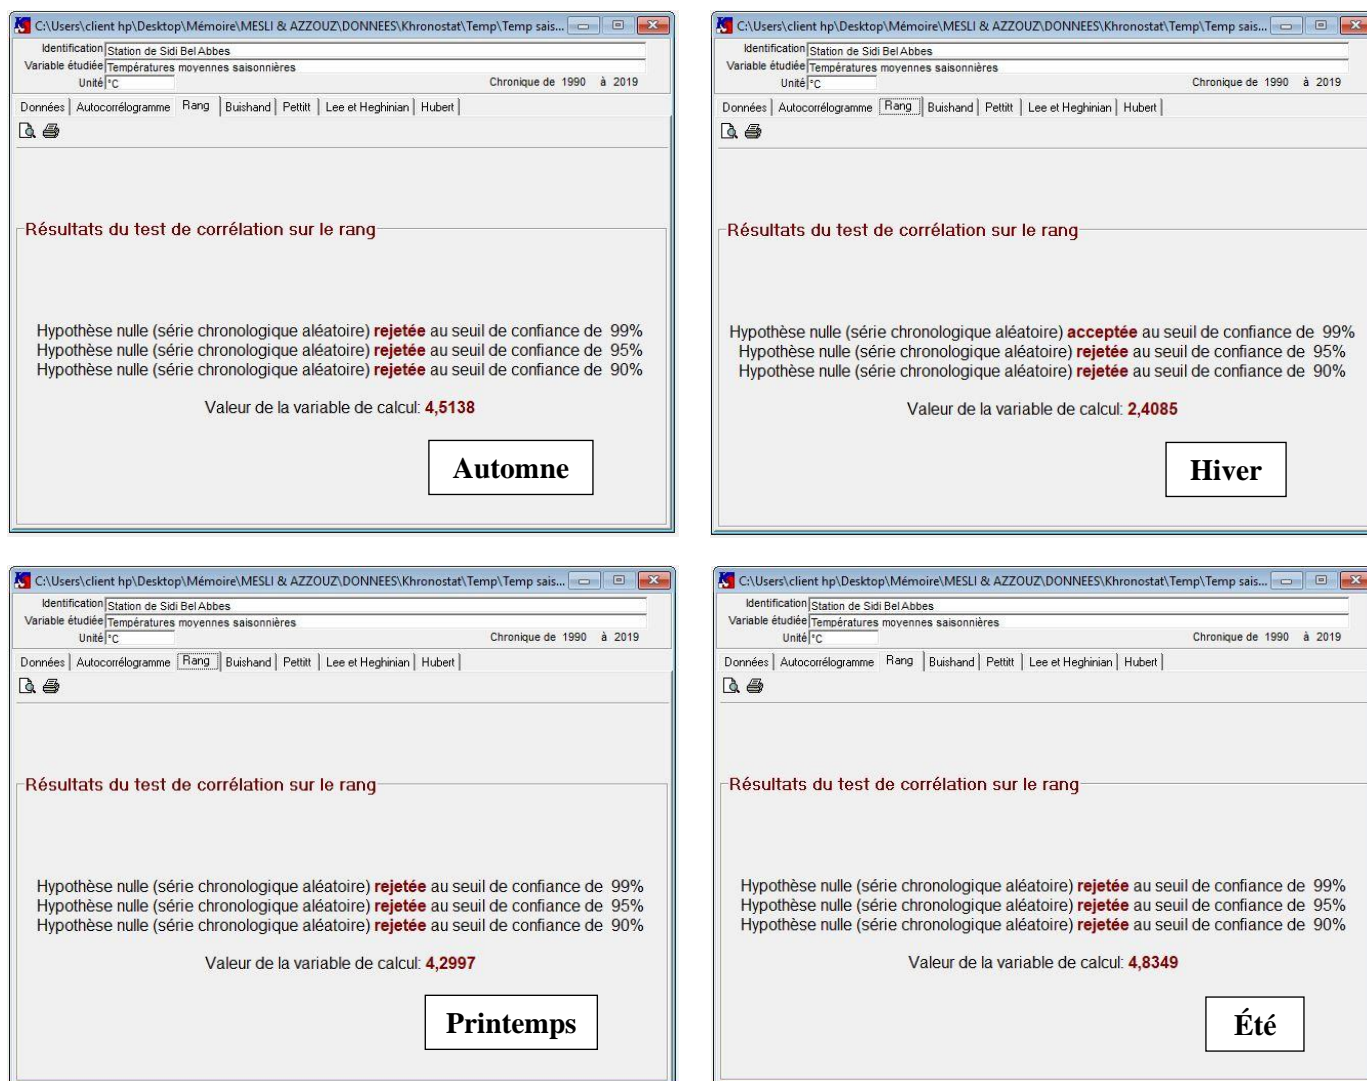 C:\Users\client hp\Desktop\Mémoire\MESLI & AZZOUZ\DONNEES\Khronostat\Temp\Temp sais...
Identification Station de Sidi Bel Abbes
Variable étudiée Températures moyennes saisonnières
Unité °C Chronique de 1990 à 2019
Données Autocorrélogramme Rang Buishand Pettitt Lee et Heghinian Hubert
Résultats du test de corrélation sur le rang
Hypothèse nulle (série chronologique aléatoire) rejetée au seuil de confiance de 99%
Hypothèse nulle (série chronologique aléatoire) rejetée au seuil de confiance de 95%
Hypothèse nulle (série chronologique aléatoire) rejetée au seuil de confiance de 90%
Valeur de la variable de calcul: 4,5138
Automne
C:\Users\client hp\Desktop\Mémoire\MESLI & AZZOUZ\DONNEES\Khronostat\Temp\Temp sais...
Identification Station de Sidi Bel Abbes
Variable étudiée Températures moyennes saisonnières
Unité °C Chronique de 1990 à 2019
Données Autocorrélogramme Rang Buishand Pettitt Lee et Heghinian Hubert
Résultats du test de corrélation sur le rang
Hypothèse nulle (série chronologique aléatoire) acceptée au seuil de confiance de 99%
Hypothèse nulle (série chronologique aléatoire) rejetée au seuil de confiance de 95%
Hypothèse nulle (série chronologique aléatoire) rejetée au seuil de confiance de 90%
Valeur de la variable de calcul: 2,4085
Hiver
C:\Users\client hp\Desktop\Mémoire\MESLI & AZZOUZ\DONNEES\Khronostat\Temp\Temp sais...
Identification Station de Sidi Bel Abbes
Variable étudiée Températures moyennes saisonnières
Unité °C Chronique de 1990 à 2019
Données Autocorrélogramme Rang Buishand Pettitt Lee et Heghinian Hubert
Résultats du test de corrélation sur le rang
Hypothèse nulle (série chronologique aléatoire) rejetée au seuil de confiance de 99%
Hypothèse nulle (série chronologique aléatoire) rejetée au seuil de confiance de 95%
Hypothèse nulle (série chronologique aléatoire) rejetée au seuil de confiance de 90%
Valeur de la variable de calcul: 4,2997
Printemps
C:\Users\client hp\Desktop\Mémoire\MESLI & AZZOUZ\DONNEES\Khronostat\Temp\Temp sais...
Identification Station de Sidi Bel Abbes
Variable étudiée Températures moyennes saisonnières
Unité °C Chronique de 1990 à 2019
Données Autocorrélogramme Rang Buishand Pettitt Lee et Heghinian Hubert
Résultats du test de corrélation sur le rang
Hypothèse nulle (série chronologique aléatoire) rejetée au seuil de confiance de 99%
Hypothèse nulle (série chronologique aléatoire) rejetée au seuil de confiance de 95%
Hypothèse nulle (série chronologique aléatoire) rejetée au seuil de confiance de 90%
Valeur de la variable de calcul: 4,8349
Été